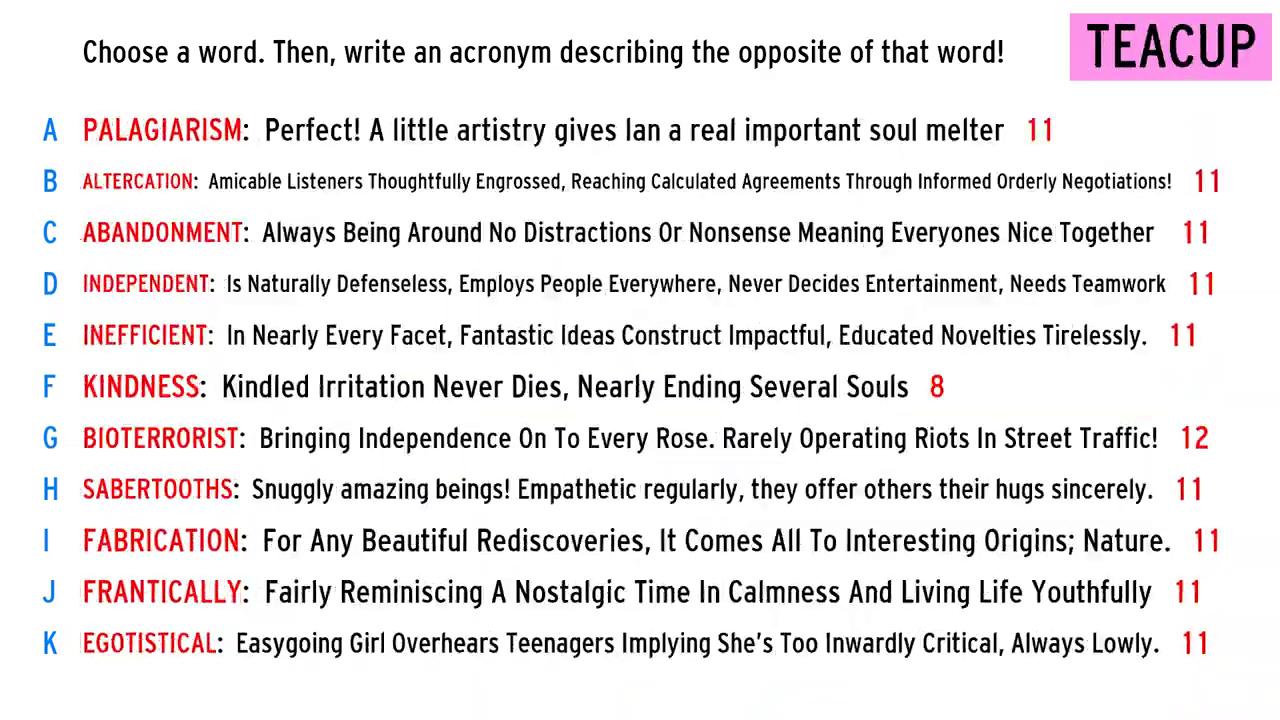 Choose a word. Then, write an acronym describing the opposite of that word!
TEACUP
A PALAGIARISM: Perfect! A little artistry gives Ian a real important soul melter 11
B ALTERCATION: Amicable Listeners Thoughtfully Engrossed, Reaching Calculated Agreements Through Informed Orderly Negotiations! 11
C ABANDONMENT: Always Being Around No Distractions Or Nonsense Meaning Everyones Nice Together 11
D INDEPENDENT: Is Naturally Defenseless, Employs People Everywhere, Never Decides Entertainment, Needs Teamwork 11
E INEFFICIENT: In Nearly Every Facet, Fantastic Ideas Construct Impactful, Educated Novelties Tirelessly. 11
F KINDNESS: Kindled Irritation Never Dies, Nearly Ending Several Souls 8
G BIOTERRORIST: Bringing Independence On To Every Rose. Rarely Operating Riots In Street Traffic! 12
H SABERTOOTHS: Snuggly amazing beings! Empathetic regularly, they offer others their hugs sincerely. 11
I FABRICATION: For Any Beautiful Rediscoveries, It Comes All To Interesting Origins; Nature. 11
J FRANTICALLY: Fairly Reminiscing A Nostalgic Time In Calmness And Living Life Youthfully 11
K EGOTISTICAL: Easygoing Girl Overhears Teenagers Implying She's Too Inwardly Critical, Always Lowly. 11